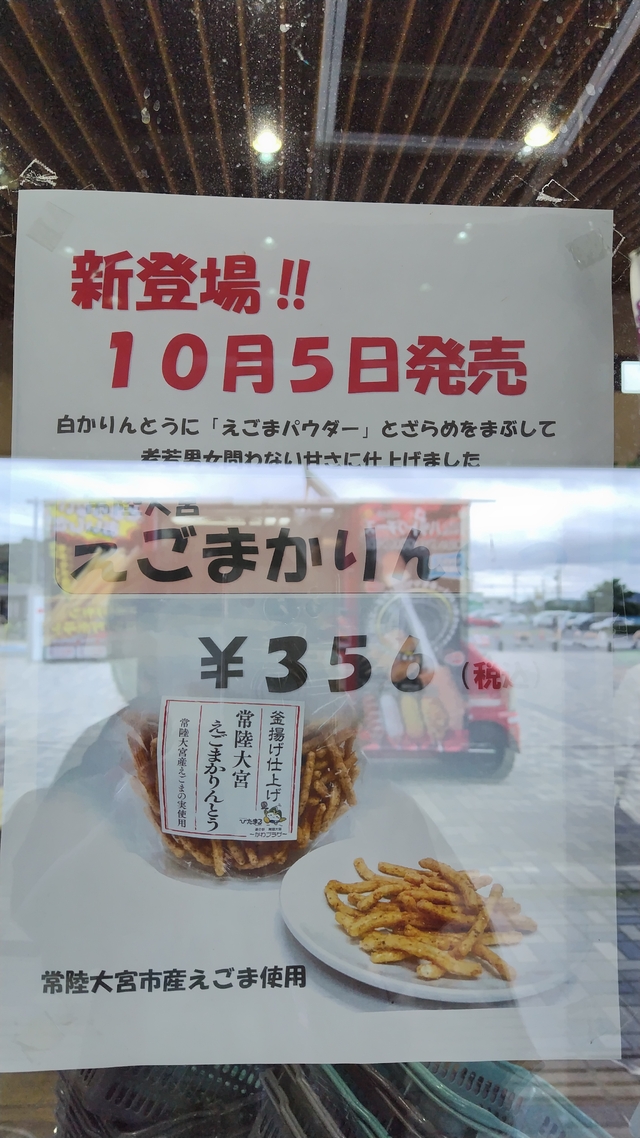 新登場!!
10月5日発売
白かりんとうに「えごまパウダー」とざらめをまぶして
老若男女問わない甘さに仕上げました
えごまかりん
¥350
(税
釜揚げ仕上げ
常陸大宮
えごまかりんとう
常陸大宮産えごまの実使用
常陸大宮市産えごま使用